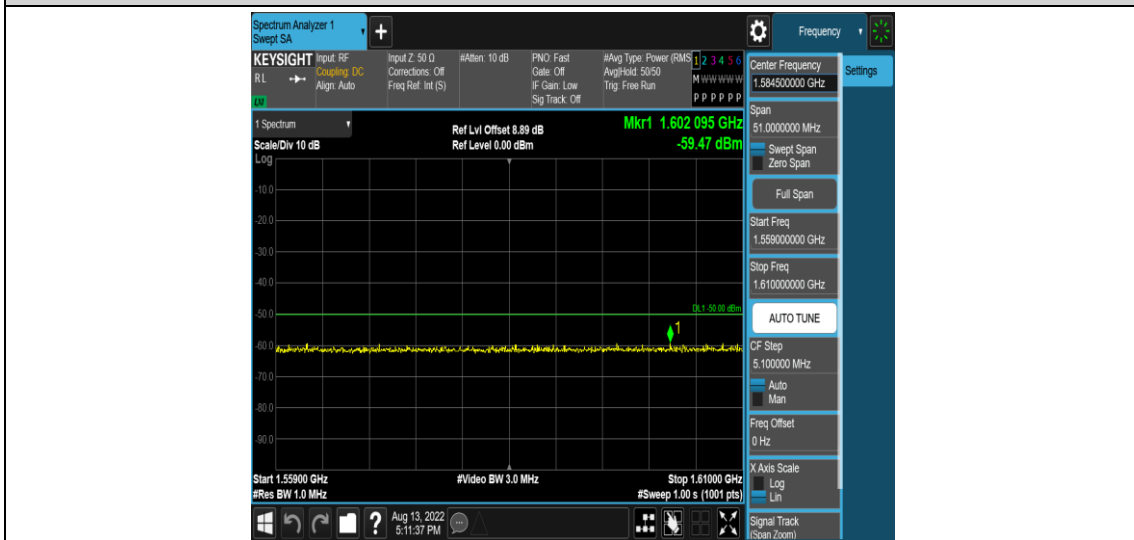 Spectrum Analyzer 1
Swept SA
+
Frequency
KEYSIGHT
RL
LXI
Input: RF
Coupling: DC
Align: Auto
Input Z: 50 Ω
Corrections: Off
Freq Ref: Int (S)
#Atten: 10 dB
PNO: Fast
Gate: Off
IF Gain: Low
Sig Track: Off
#Avg Type: Power (RMS
Avg|Hold: 50/50
Trig: Free Run
1 2 3 4 5 6
M W W W W W
P P P P P P
1 Spectrum
Scale/Div 10 dB
Ref Lvl Offset 8.89 dB
Ref Level 0.00 dBm
Mkr1 1.602 095 GHz
-59.47 dBm
Log
-10.0
-20.0
-30.0
-40.0
-50.0
-60.0
-70.0
-80.0
-90.0
DL1 -50.00 dBm
1
Start 1.55900 GHz
#Res BW 1.0 MHz
#Video BW 3.0 MHz
Stop 1.61000 GHz
#Sweep 1.00 s (1001 pts)
Center Frequency
1.584500000 GHz
Settings
Span
51.0000000 MHz
Swept Span
Zero Span
Full Span
Start Freq
1.559000000 GHz
Stop Freq
1.610000000 GHz
AUTO TUNE
CF Step
5.100000 MHz
Auto
Man
Freq Offset
0 Hz
X Axis Scale
Log
Lin
Signal Track
(Span Zoom)
?
Aug 13, 2022
5:11:37 PM